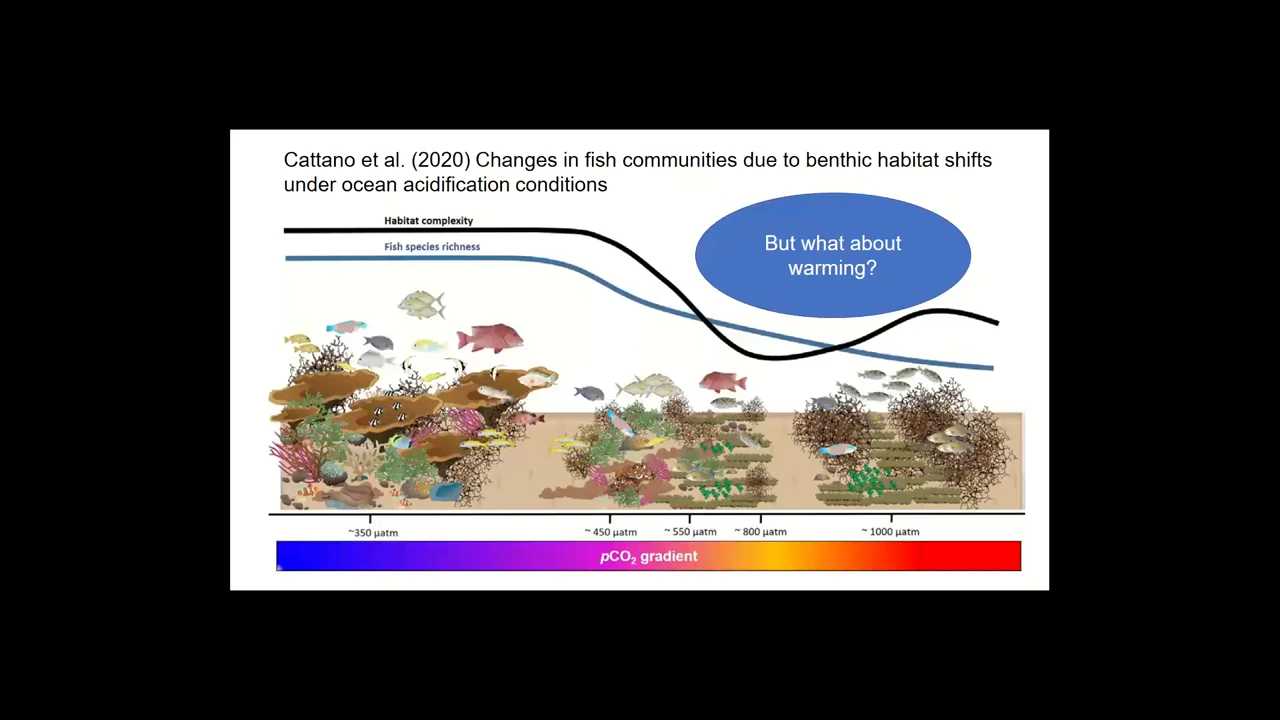 Cattano et al. (2020) Changes in fish communities due to benthic habitat shifts
under ocean acidification conditions
Habitat complexity
Fish species richness
But what about
warming?
~350 µatm
~ 450 µatm
~ 550 µatm
~ 800 µatm
~ 1000 µatm
pCO₂ gradient